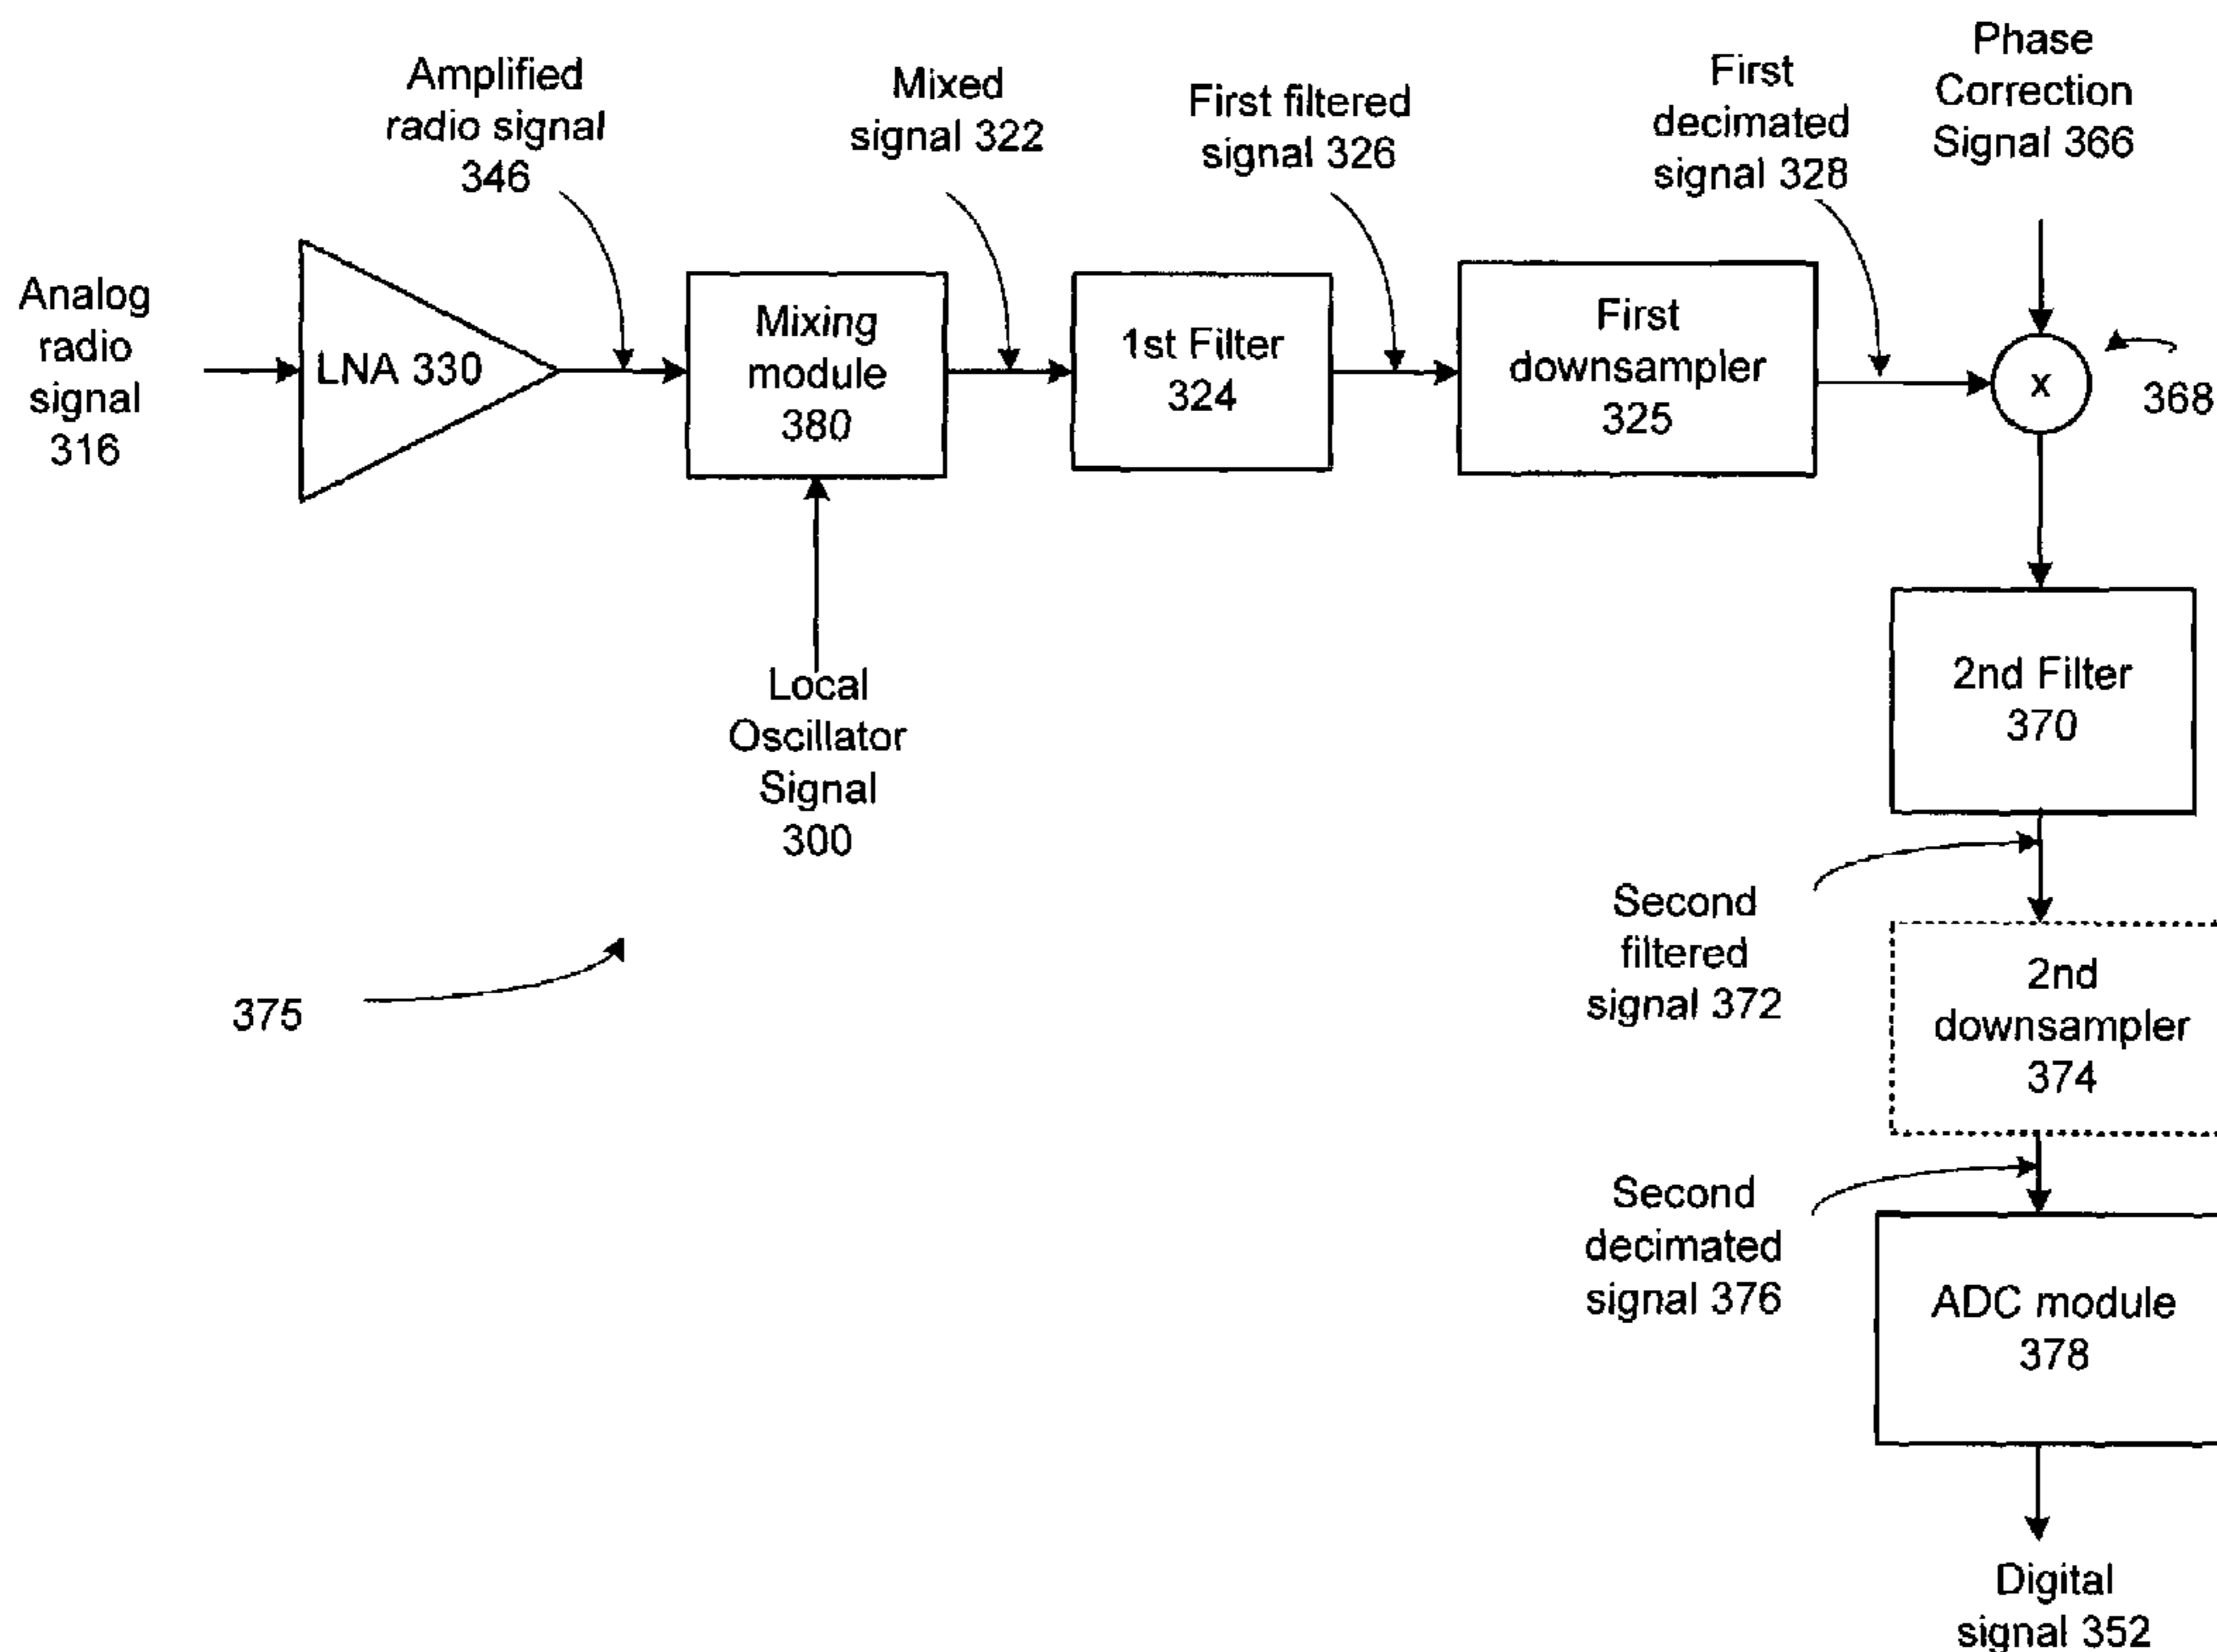 Amplified
radio signal
346
Mixed
signal 322
First filtered
signal 326
First
decimated
signal 328
Phase
Correction
Signal 366
Analog
radio
signal
316
LNA 330
Mixing
module
380
1st Filter
324
First
downsampler
325
x
368
Local
Oscillator
Signal
300
2nd Filter
370
Second
filtered
signal 372
375
2nd
downsampler
374
Second
decimated
signal 376
ADC module
378
Digital
signal 352